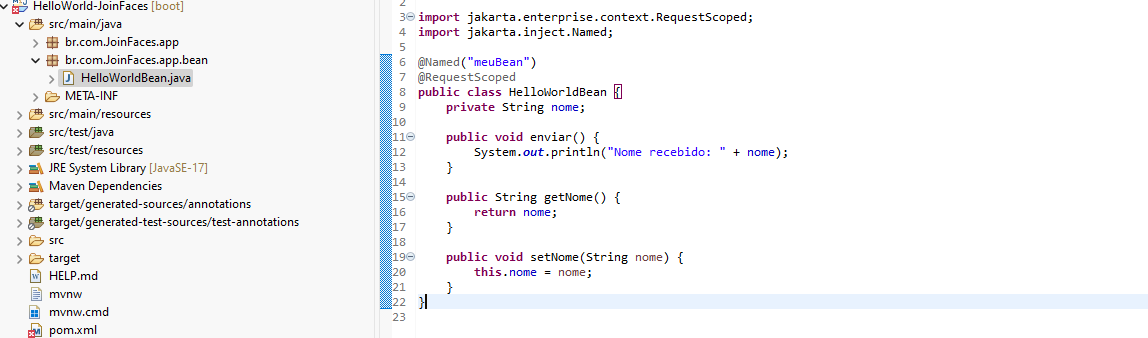 HelloWorld-JoinFaces [boot]
src/main/java
br.com.JoinFaces.app
br.com.JoinFaces.app.bean
HelloWorldBean.java
META-INF
src/main/resources
src/test/java
src/test/resources
JRE System Library [JavaSE-17]
Maven Dependencies
target/generated-sources/annotations
target/generated-test-sources/test-annotations
src
target
HELP.md
mvnw
mvnw.cmd
pom.xml
2
3 import jakarta.enterprise.context.RequestScoped;
4 import jakarta.inject.Named;
5
6 @Named("meuBean")
7 @RequestScoped
8 public class HelloWorldBean {
9 private String nome;
10
11 public void enviar() {
12 System.out.println("Nome recebido: " + nome);
13 }
14
15 public String getNome() {
16 return nome;
17 }
18
19 public void setNome(String nome) {
20 this.nome = nome;
21 }
22 }
23